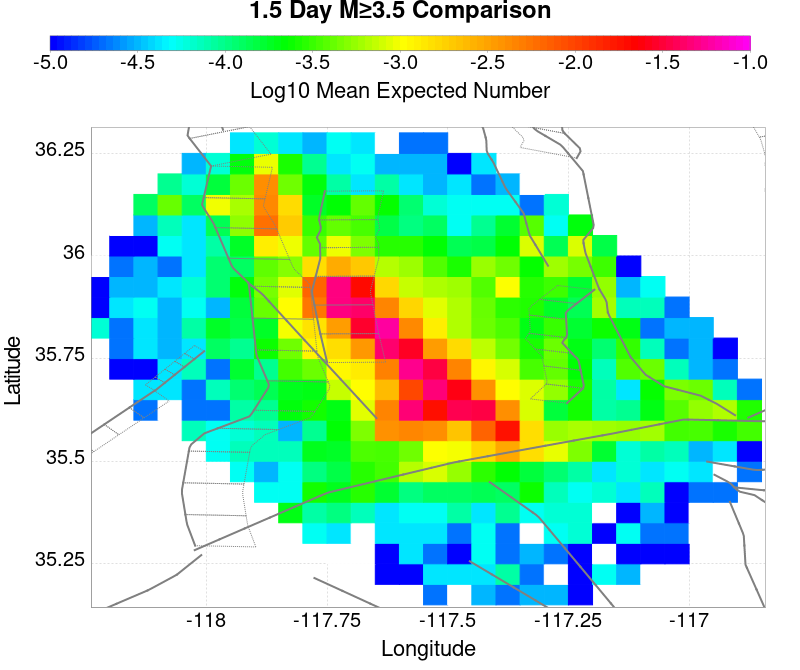 1.5 Day M≥3.5 Comparison
-5.0 -4.5 -4.0 -3.5 -3.0 -2.5 -2.0 -1.5 -1.0
Log10 Mean Expected Number
36.25
36
35.75
35.5
35.25
Latitude
-118 -117.75 -117.5 -117.25 -117
Longitude